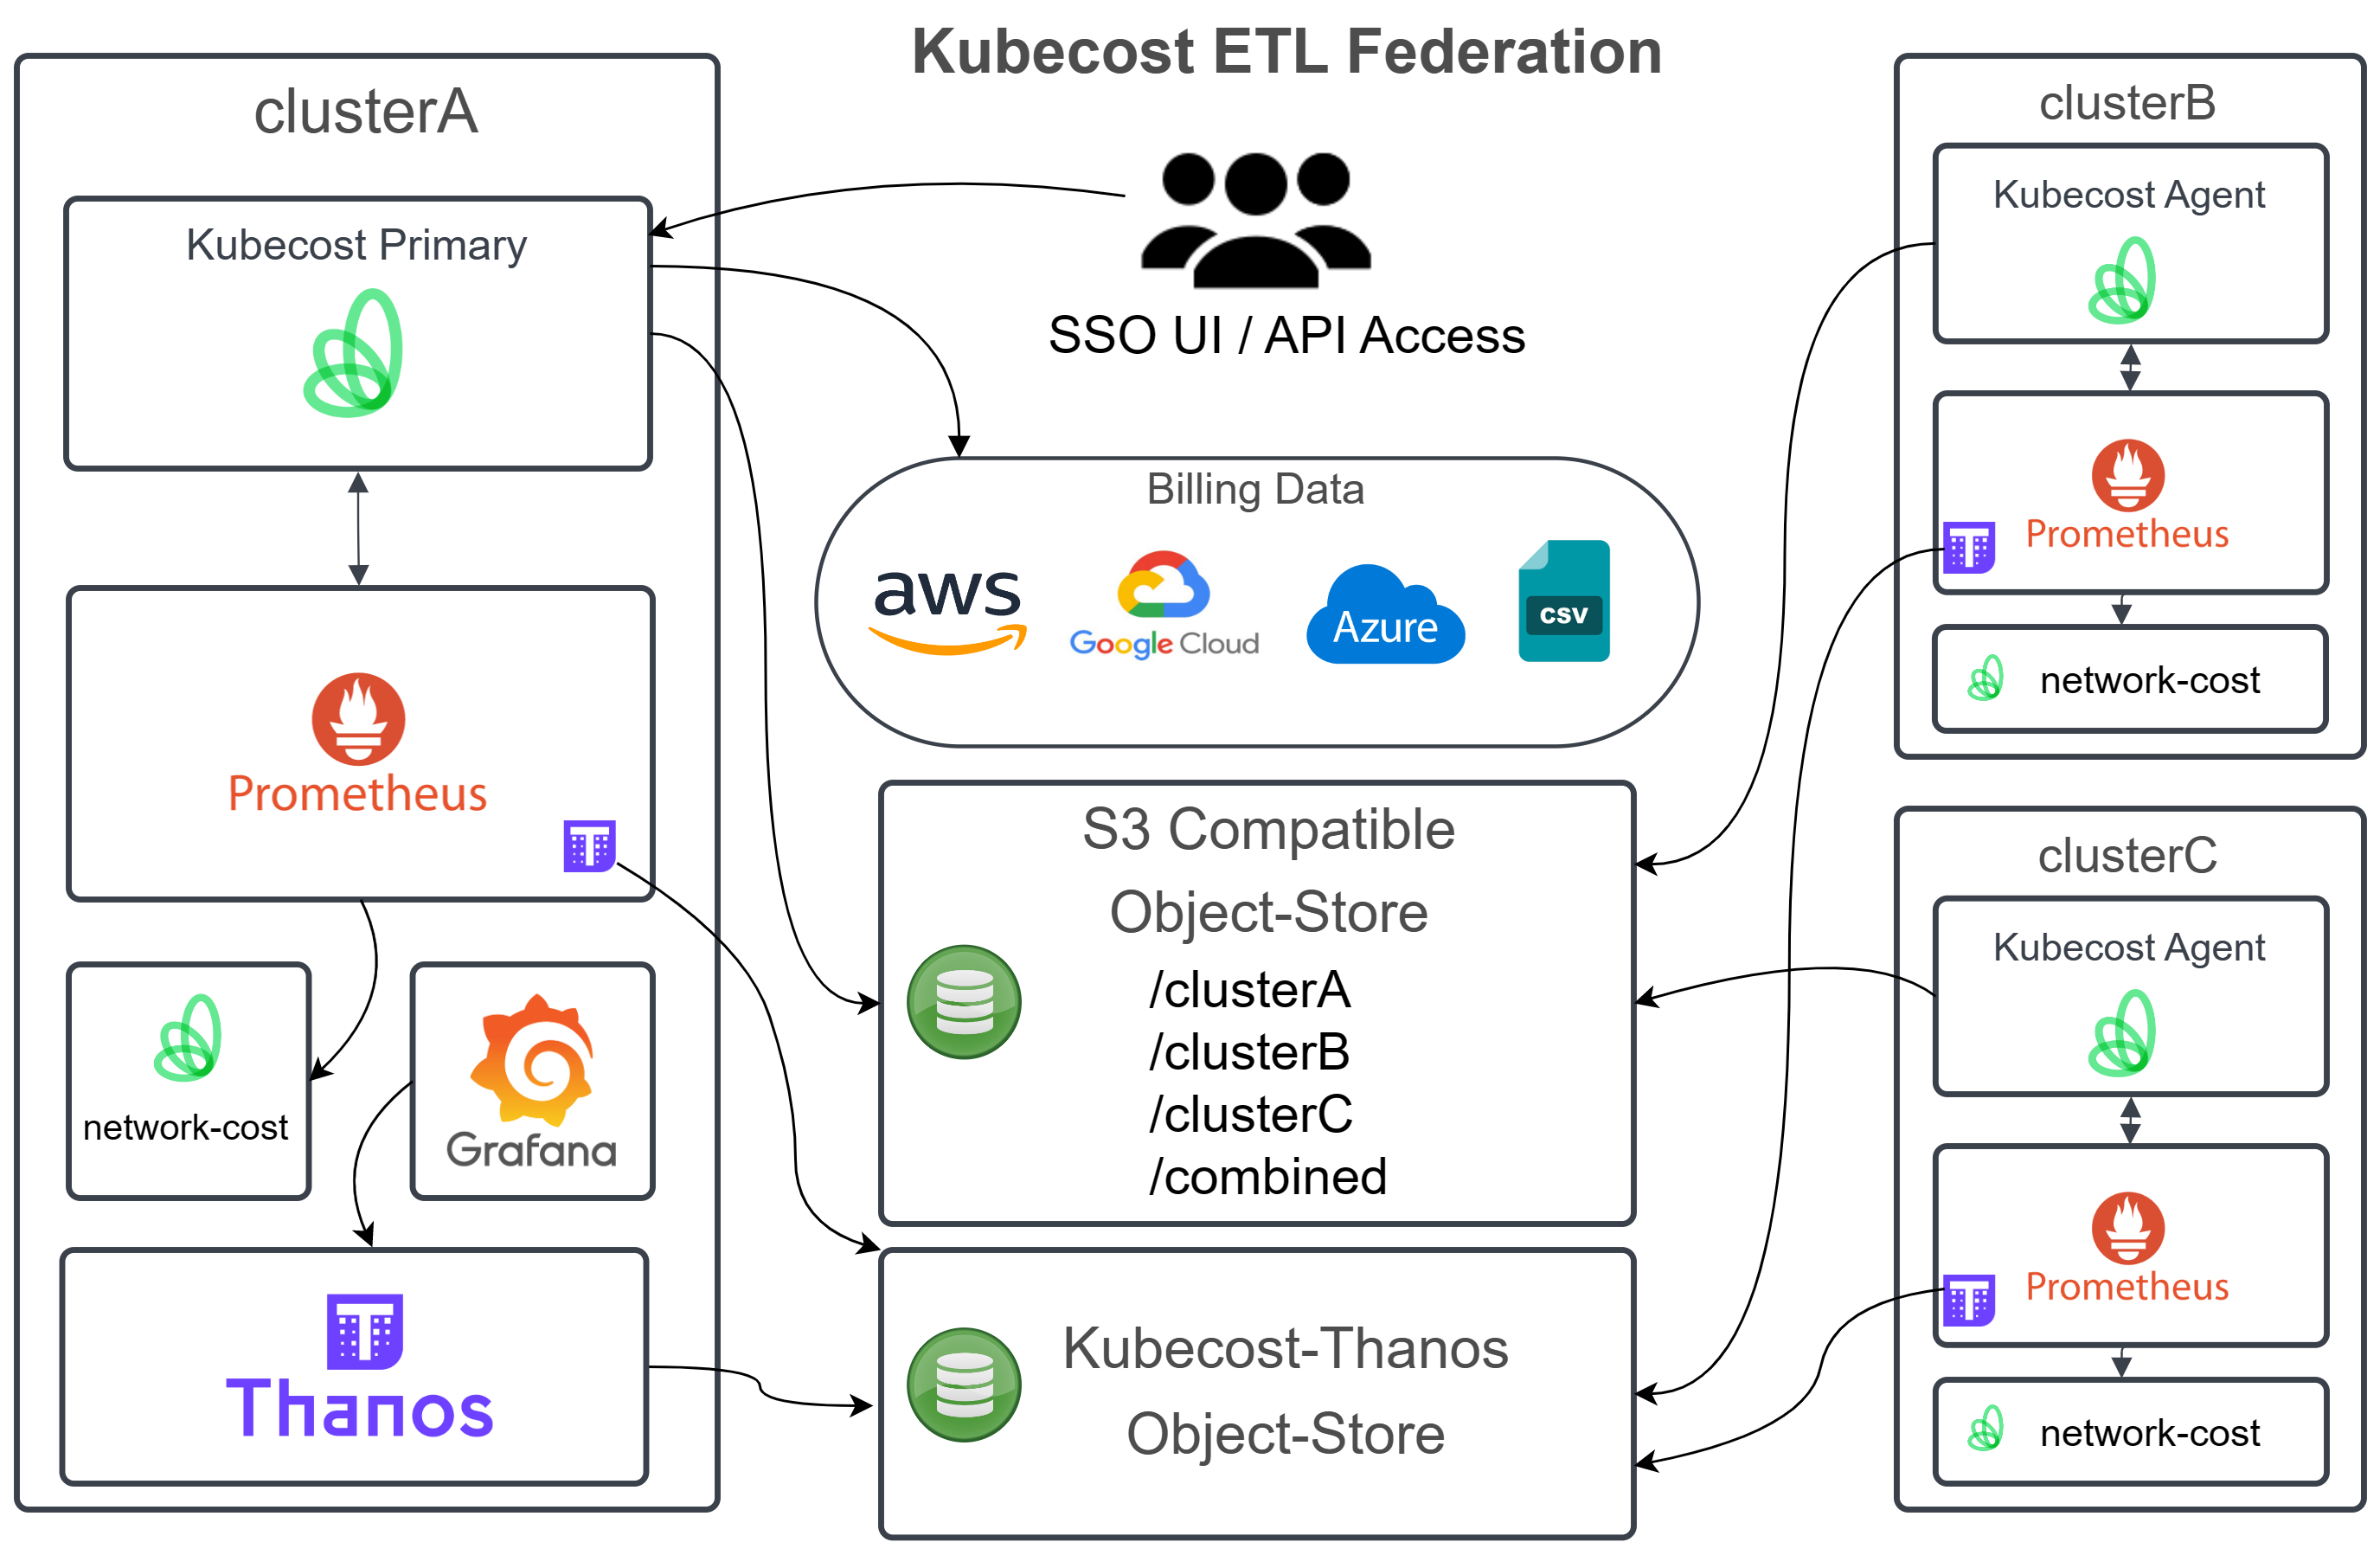 Kubecost ETL Federation
clusterA
Kubecost Primary
Prometheus
T
network-cost
Grafana
T
Thanos
SSO UI / API Access
Billing Data
aws
Google Cloud
Azure
csv
S3 Compatible
Object-Store
/clusterA
/clusterB
/clusterC
/combined
Kubecost-Thanos
Object-Store
clusterB
Kubecost Agent
Prometheus
T
network-cost
clusterC
Kubecost Agent
Prometheus
T
network-cost